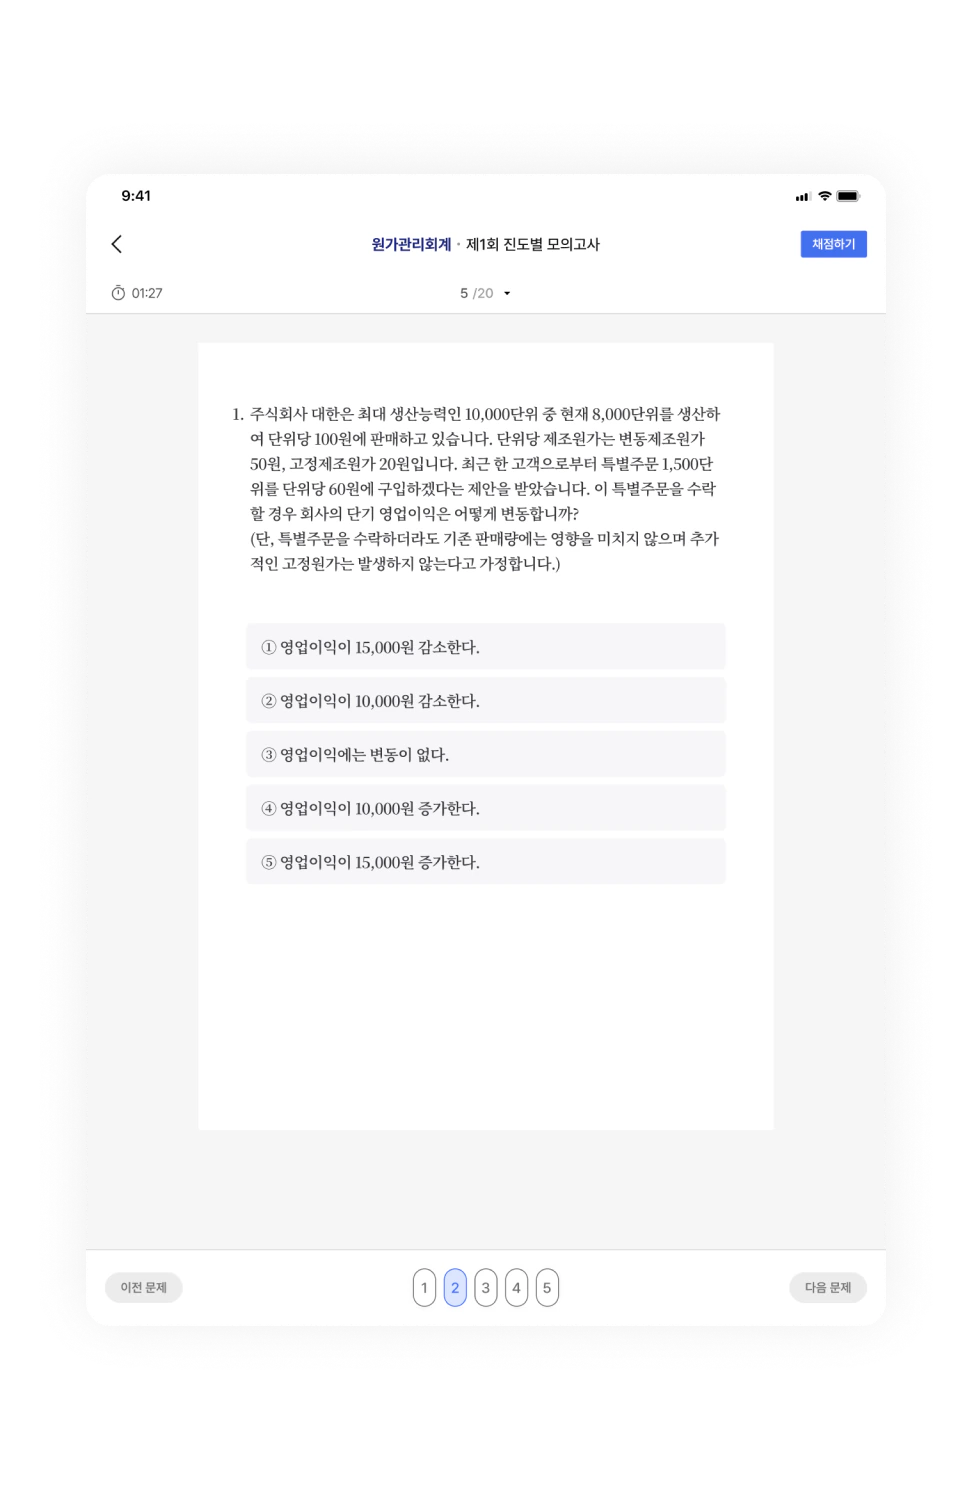 9:41
원가관리회계 · 제1회 진도별 모의고사
채점하기
01:27
5 /20
1. 주식회사 대한은 최대 생산능력인 10,000단위 중 현재 8,000단위를 생산하
여 단위당 100원에 판매하고 있습니다. 단위당 제조원가는 변동제조원가
50원, 고정제조원가 20원입니다. 최근 한 고객으로부터 특별주문 1,500단
위를 단위당 60원에 구입하겠다는 제안을 받았습니다. 이 특별주문을 수락
할 경우 회사의 단기 영업이익은 어떻게 변동합니까?
(단, 특별주문을 수락하더라도 기존 판매량에는 영향을 미치지 않으며 추가
적인 고정원가는 발생하지 않는다고 가정합니다.)
① 영업이익이 15,000원 감소한다.
② 영업이익이 10,000원 감소한다.
③ 영업이익에는 변동이 없다.
④ 영업이익이 10,000원 증가한다.
⑤ 영업이익이 15,000원 증가한다.
이전 문제
1 2 3 4 5
다음 문제